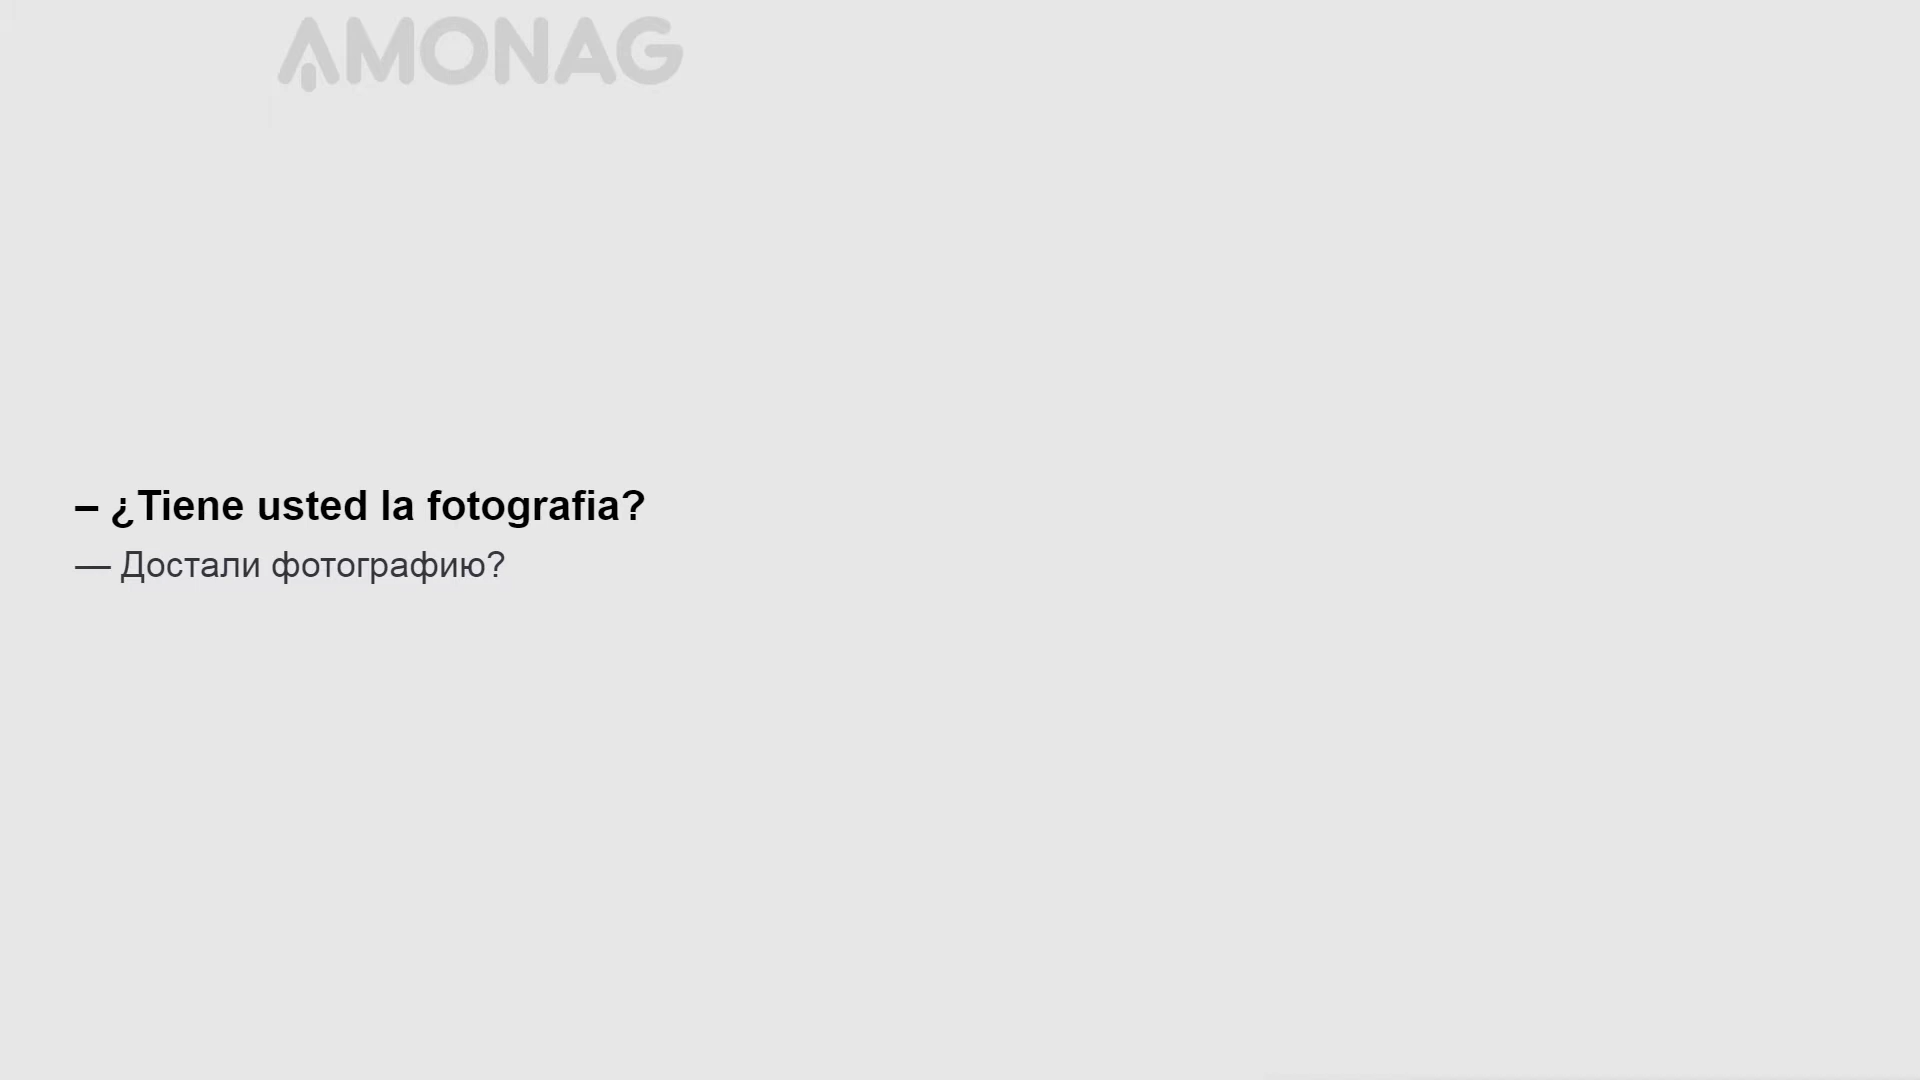 AMONAG
– ¿Tiene usted la fotografia?
— Достали фотографию?